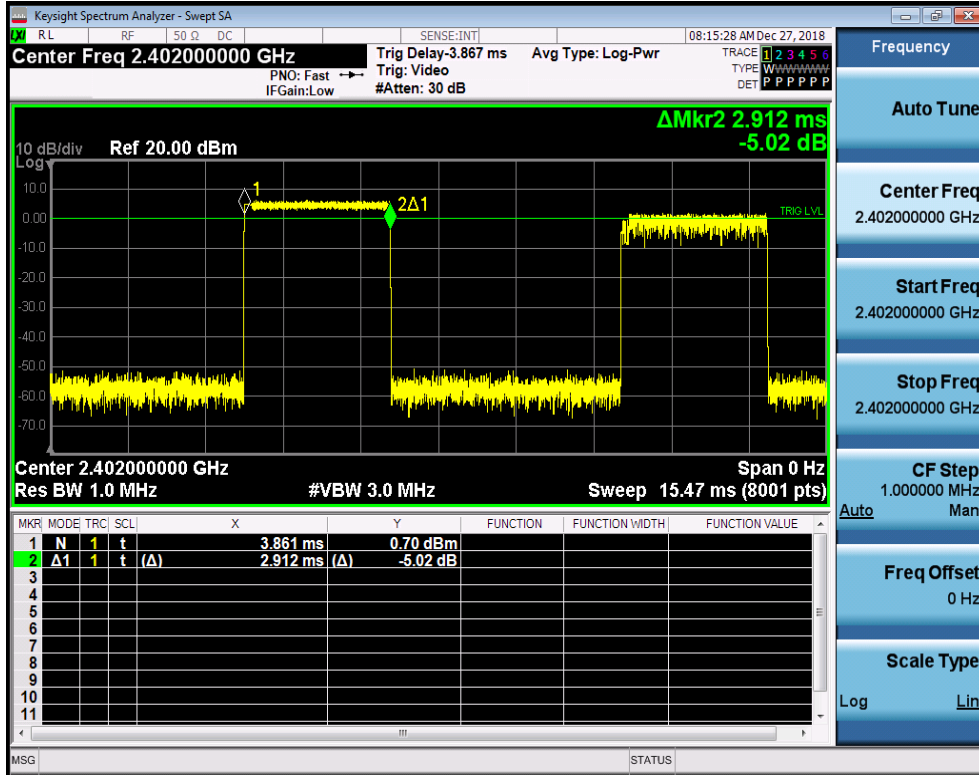 Keysight Spectrum Analyzer - Swept SA
LXI RL RF 50 Ω DC SENSE:INT 08:15:28 AM Dec 27, 2018
Center Freq 2.402000000 GHz
PNO: Fast
IFGain:Low
Trig Delay-3.867 ms
Trig: Video
#Atten: 30 dB
Avg Type: Log-Pwr
TRACE 1 2 3 4 5 6
TYPE WWWWWW
DET P P P P P P
ΔMkr2 2.912 ms
-5.02 dB
10 dB/div
Log
Ref 20.00 dBm
10.0
0.00
-10.0
-20.0
-30.0
-40.0
-50.0
-60.0
-70.0
1
2Δ1
TRIG LVL
Center 2.402000000 GHz Span 0 Hz
Res BW 1.0 MHz #VBW 3.0 MHz Sweep 15.47 ms (8001 pts)
MKR MODE TRC SCL X Y FUNCTION FUNCTION WIDTH FUNCTION VALUE
1 N 1 t 3.861 ms 0.70 dBm
2 Δ1 1 t (Δ) 2.912 ms (Δ) -5.02 dB
3
4
5
6
7
8
9
10
11
MSG STATUS
Frequency
Auto Tune
Center Freq
2.402000000 GHz
Start Freq
2.402000000 GHz
Stop Freq
2.402000000 GHz
CF Step
1.000000 MHz
Auto Man
Freq Offset
0 Hz
Scale Type
Log Lin